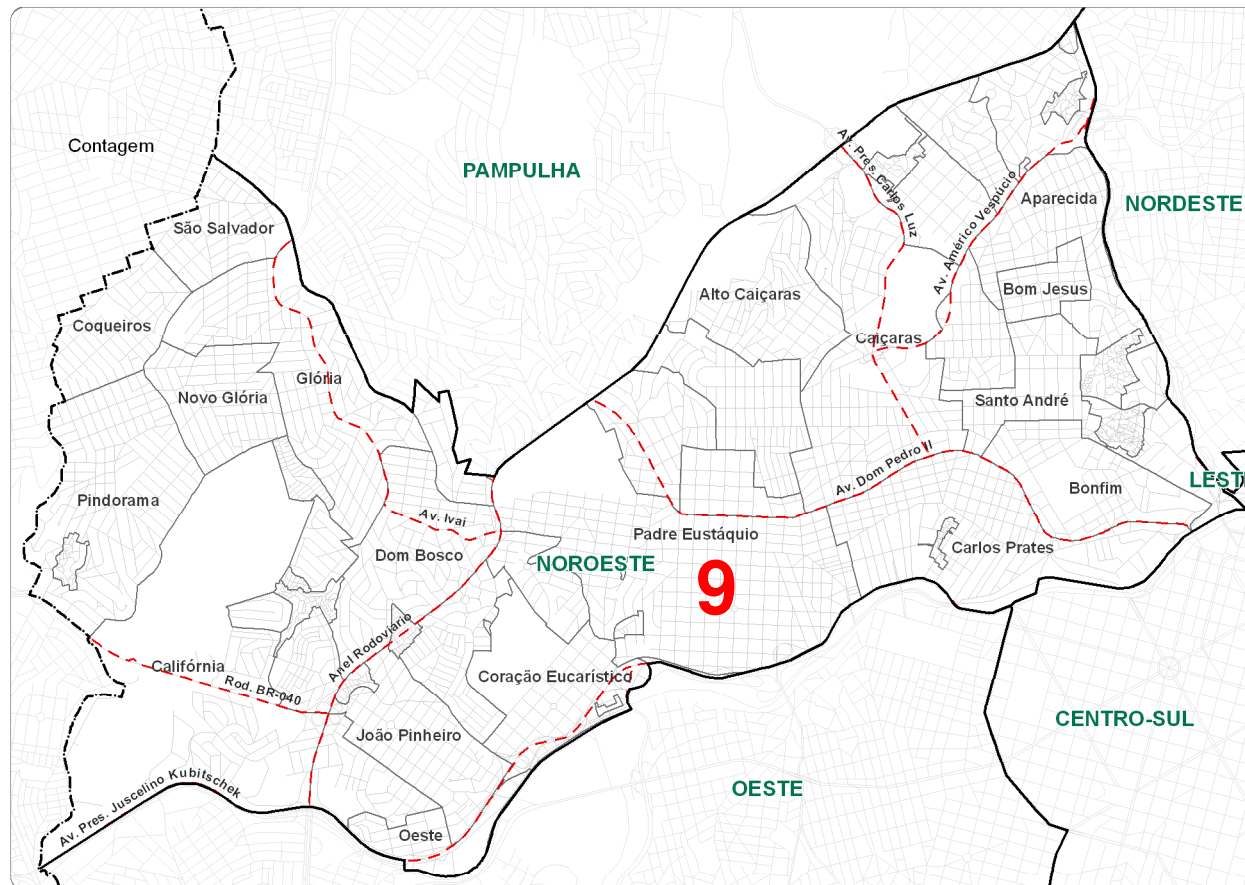 Contagem
PAMPULHA
Av. Pres. Carlos Luz
Av. Américo Vespúcio
Aparecida
NORDESTE
São Salvador
Bom Jesus
Alto Caiçaras
Coqueiros
Caiçaras
Glória
Novo Glória
Santo André
Av. Dom Pedro II
Bonfim
LEST
Pindorama
Av. Ivaí
Padre Eustáquio
Carlos Prates
Dom Bosco
NOROESTE
9
Anel Rodoviário
Califórnia
Rod. BR-040
Coração Eucarístico
CENTRO-SUL
João Pinheiro
OESTE
Av. Pres. Juscelino Kubitschek
Oeste